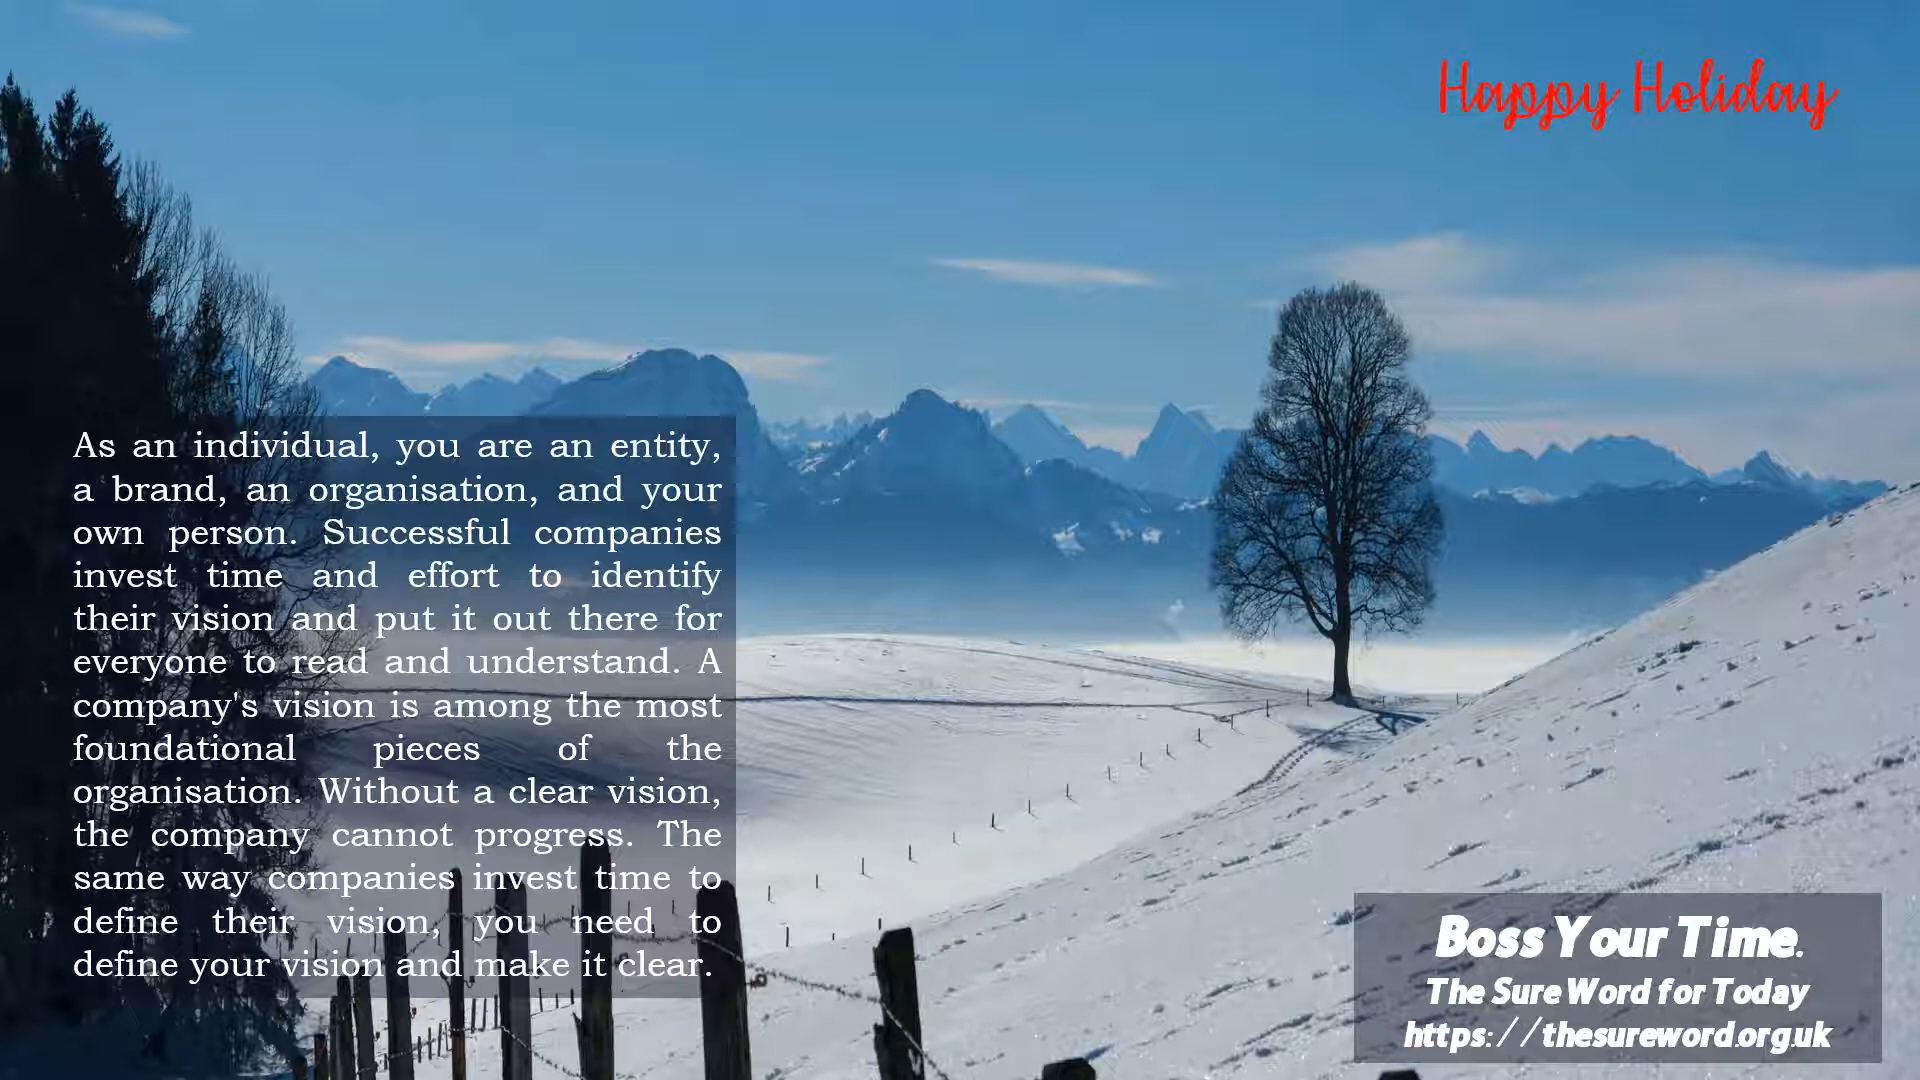 Happy Holiday
As an individual, you are an entity,
a brand, an organisation, and your
own person. Successful companies
invest time and effort to identify
their vision and put it out there for
everyone to read and understand. A
company's vision is among the most
foundational pieces of the
organisation. Without a clear vision,
the company cannot progress. The
same way companies invest time to
define their vision, you need to
define your vision and make it clear.
Boss Your Time.
The Sure Word for Today
https://thesureword.org.uk